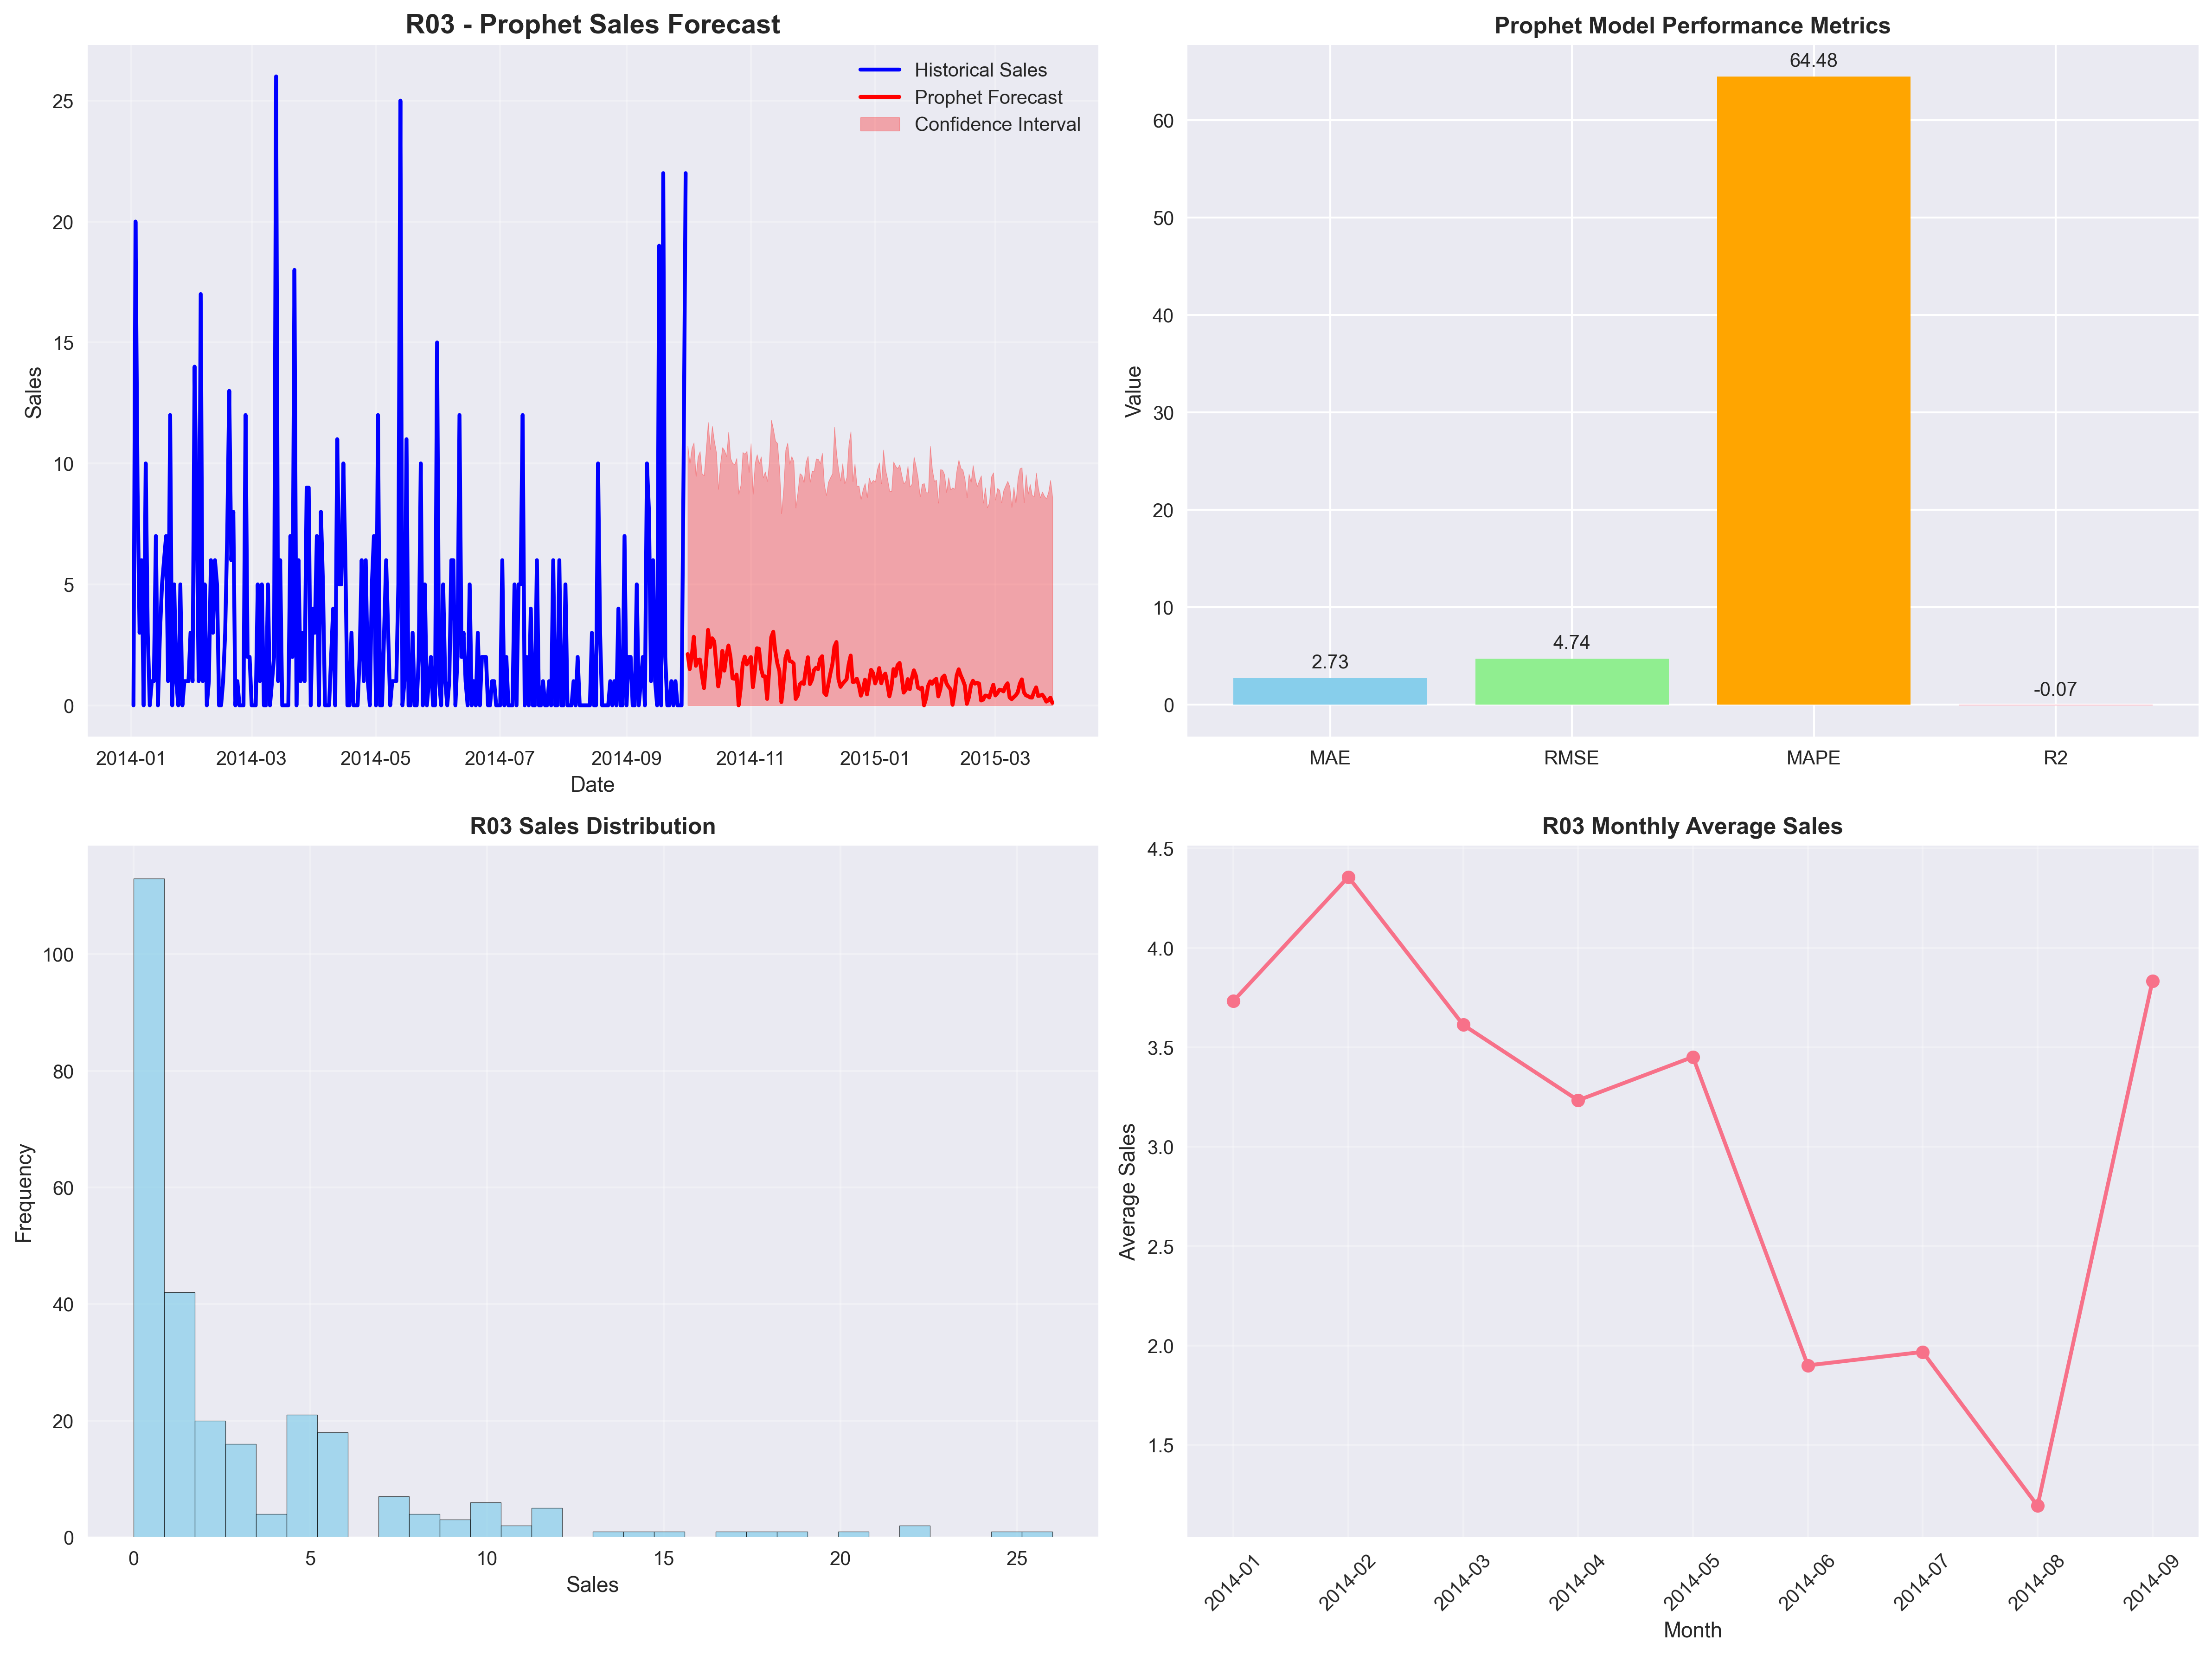 R03 - Prophet Sales Forecast
Historical Sales
Prophet Forecast
Confidence Interval
25
20
15
10
5
0
Sales
2014-01 2014-03 2014-05 2014-07 2014-09 2014-11 2015-01 2015-03
Date
Prophet Model Performance Metrics
64.48
4.74
2.73
-0.07
60
50
40
30
20
10
0
Value
MAE RMSE MAPE R2
R03 Sales Distribution
100
80
60
40
20
0
Frequency
0 5 10 15 20 25
Sales
R03 Monthly Average Sales
4.5
4.0
3.5
3.0
2.5
2.0
1.5
Average Sales
2014-01 2014-02 2014-03 2014-04 2014-05 2014-06 2014-07 2014-08 2014-09
Month